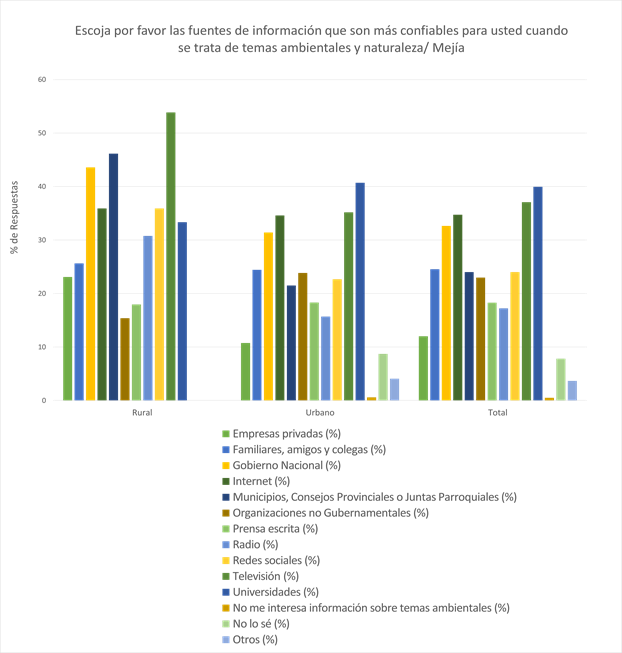 Escoja por favor las fuentes de información que son más confiables para usted cuando
se trata de temas ambientales y naturaleza/ Mejía
% de Respuestas
60
50
40
30
20
10
0
Rural
Urbano
Total
Empresas privadas (%)
Familiares, amigos y colegas (%)
Gobierno Nacional (%)
Internet (%)
Municipios, Consejos Provinciales o Juntas Parroquiales (%)
Organizaciones no Gubernamentales (%)
Prensa escrita (%)
Radio (%)
Redes sociales (%)
Televisión (%)
Universidades (%)
No me interesa información sobre temas ambientales (%)
No lo sé (%)
Otros (%)